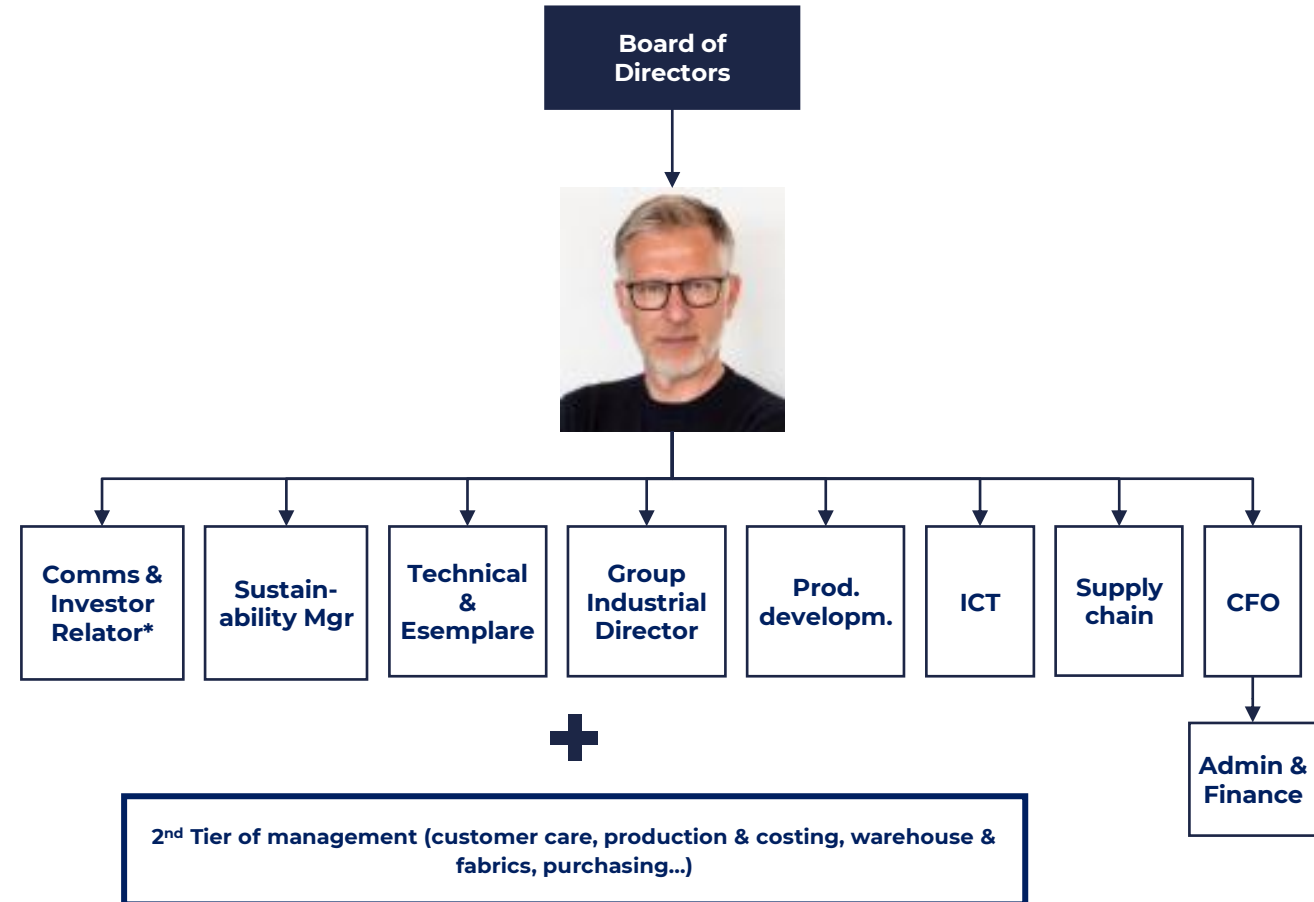 Board of
Directors
Comms &
Investor
Relator*
Sustain-
ability Mgr
Technical
&
Esemplare
Group
Industrial
Director
Prod.
developm.
ICT
Supply
chain
CFO
Admin &
Finance
2nd Tier of management (customer care, production & costing, warehouse &
fabrics, purchasing...)